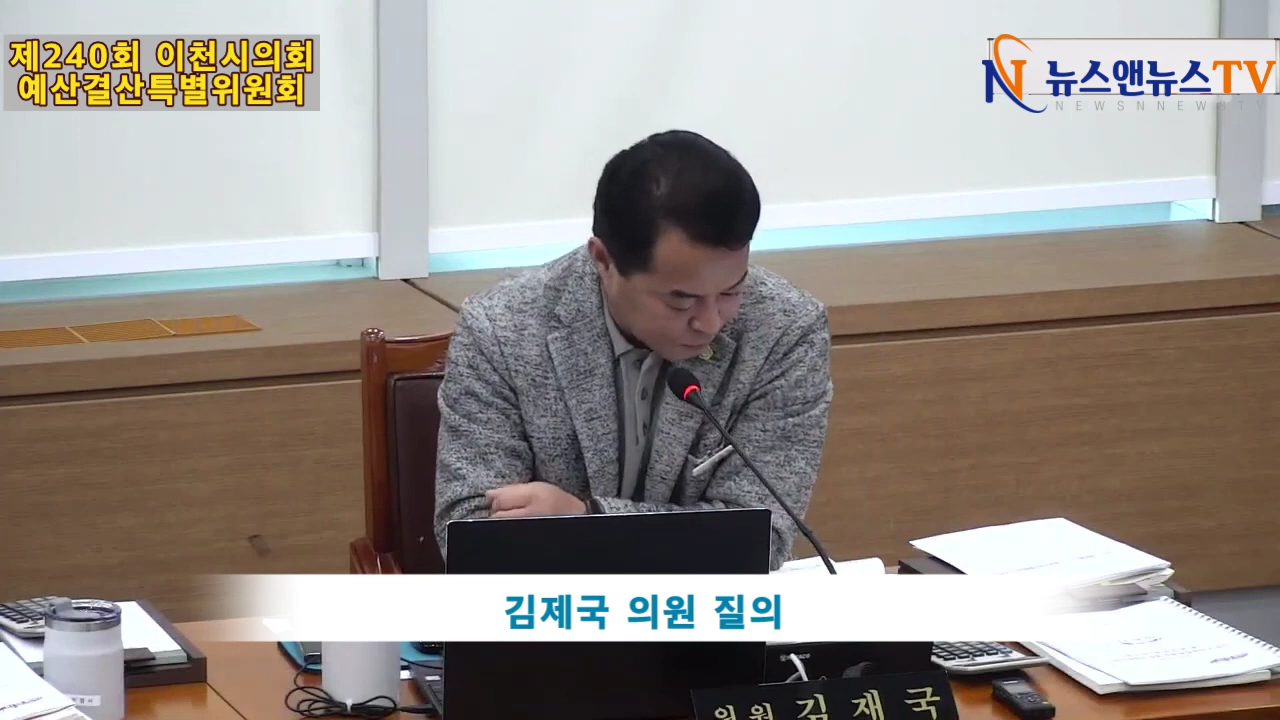 제240회 이천시의회
예산결산특별위원회
뉴스앤뉴스TV
NEWSNNEWSTV
김제국 의원 질의
의원 김재국